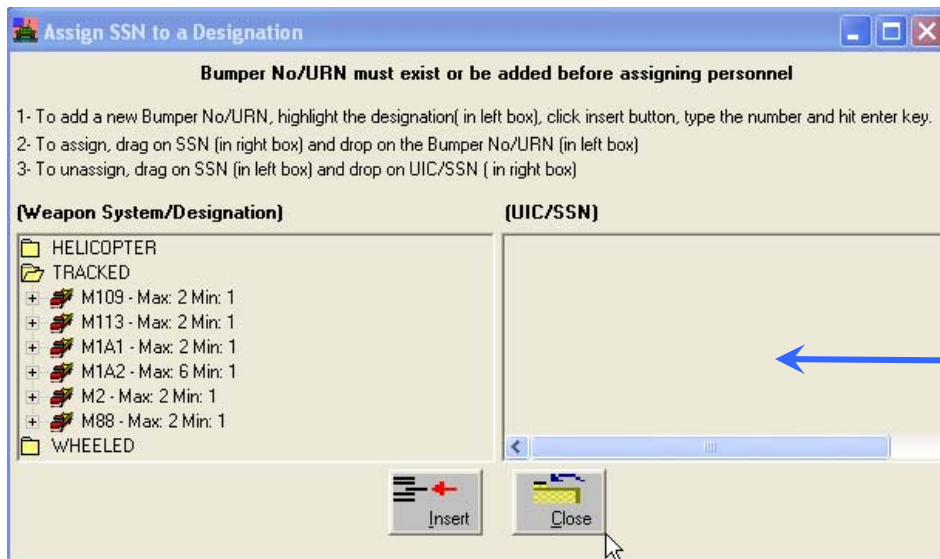 Assign SSN to a Designation
Bumper No/URN must exist or be added before assigning personnel
1- To add a new Bumper No/URN, highlight the designation( in left box), click insert button, type the number and hit enter key.
2- To assign, drag on SSN (in right box) and drop on the Bumper No/URN (in left box)
3- To unassign, drag on SSN (in left box) and drop on UIC/SSN ( in right box)
(Weapon System/Designation) (UIC/SSN)
HELICOPTER
TRACKED
M109 - Max: 2 Min: 1
M113 - Max: 2 Min: 1
M1A1 - Max: 2 Min: 1
M1A2 - Max: 6 Min: 1
M2 - Max: 2 Min: 1
M88 - Max: 2 Min: 1
WHEELED
Insert Close